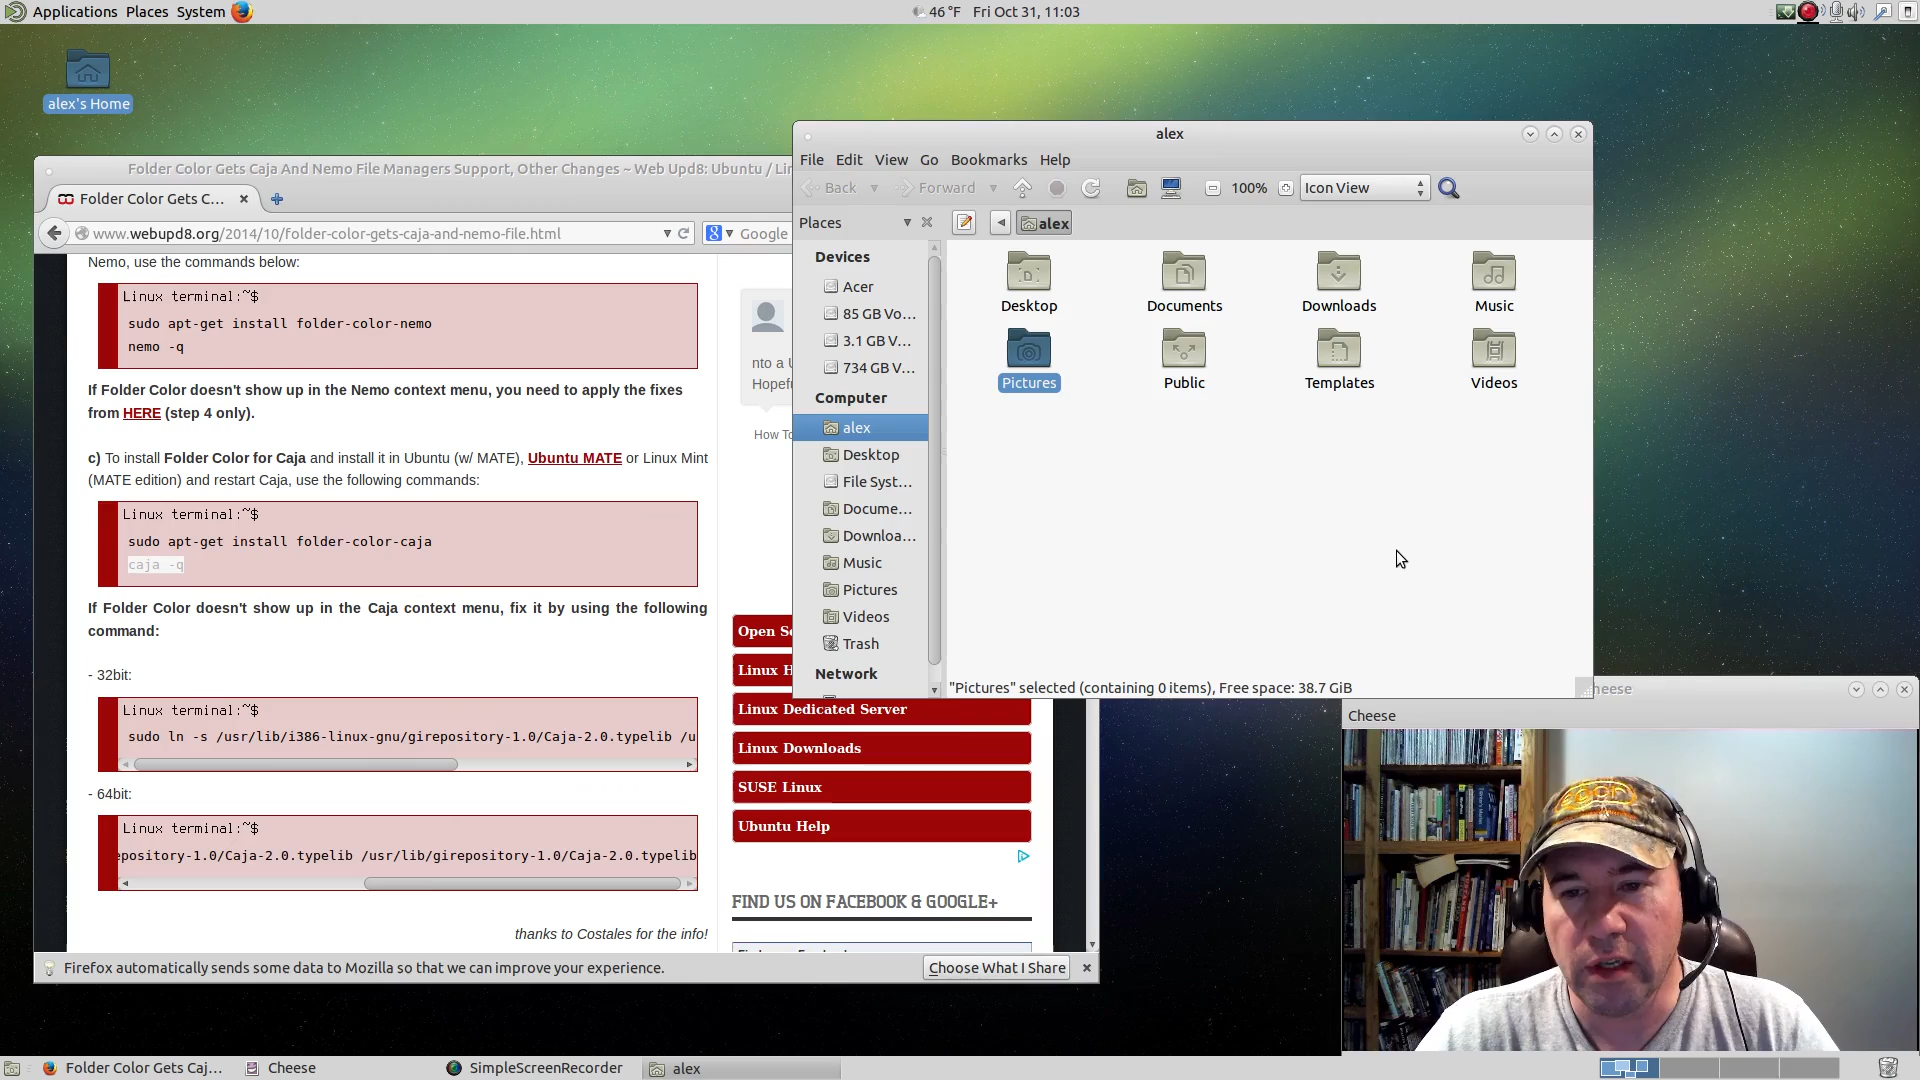 Applications Places System
46 °F Fri Oct 31, 11:03
alex's Home
Folder Color Gets Caja And Nemo File Managers Support, Other Changes ~ Web Upd8: Ubuntu / Li
Folder Color Gets C...
www.webupd8.org/2014/10/folder-color-gets-caja-and-nemo-file.html
Google
Nemo, use the commands below:
Linux terminal:~$
sudo apt-get install folder-color-nemo
nemo -q
If Folder Color doesn't show up in the Nemo context menu, you need to apply the fixes
from HERE (step 4 only).
c) To install Folder Color for Caja and install it in Ubuntu (w/ MATE), Ubuntu MATE or Linux Mint
(MATE edition) and restart Caja, use the following commands:
Linux terminal:~$
sudo apt-get install folder-color-caja
caja -q
If Folder Color doesn't show up in the Caja context menu, fix it by using the following
command:
- 32bit:
Linux terminal:~$
sudo ln -s /usr/lib/i386-linux-gnu/girepository-1.0/Caja-2.0.typelib /u
- 64bit:
Linux terminal:~$
epository-1.0/Caja-2.0.typelib /usr/lib/girepository-1.0/Caja-2.0.typelib
thanks to Costales for the info!
nto a U
Hopefu
How To
Open So
Linux H
Linux Dedicated Server
Linux Downloads
SUSE Linux
Ubuntu Help
FIND US ON FACEBOOK & GOOGLE+
Firefox automatically sends some data to Mozilla so that we can improve your experience.
Choose What I Share
alex
File Edit View Go Bookmarks Help
Back Forward 100% Icon View
Places
alex
Devices
Acer
85 GB Vo...
3.1 GB V...
734 GB V...
Computer
alex
Desktop
File Syst...
Docume...
Downloa...
Music
Pictures
Videos
Trash
Network
Desktop Documents Downloads Music
Pictures Public Templates Videos
"Pictures" selected (containing 0 items), Free space: 38.7 GiB
heese
Cheese
Folder Color Gets Caj...
Cheese
SimpleScreenRecorder
alex